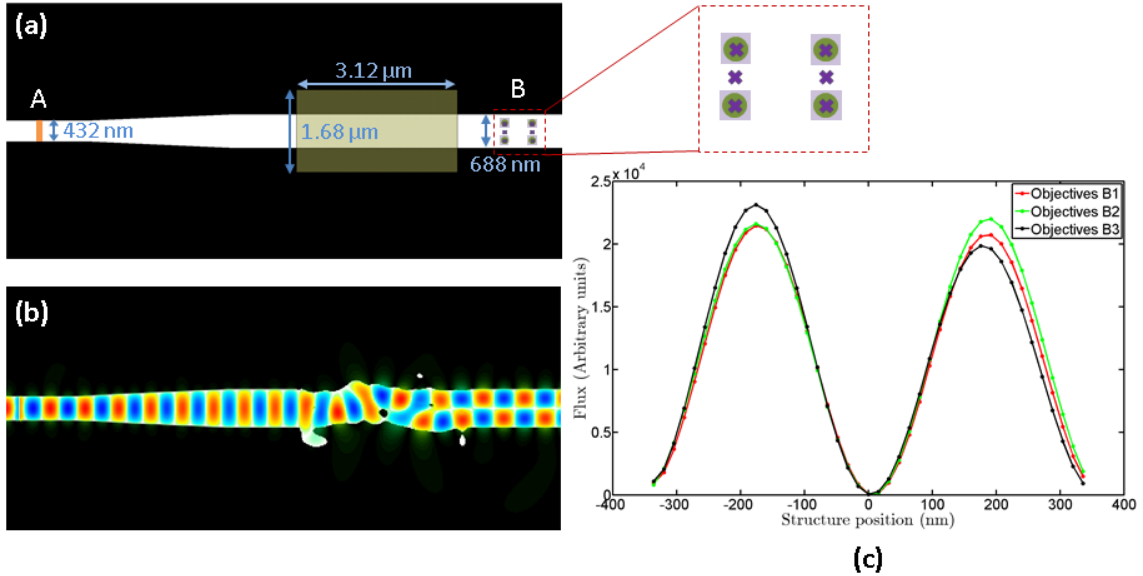 (a)
3.12 µm
B
A
432 nm
1.68 µm
688 nm
(b)
2.5 x 10^4
2
1.5
1
0.5
0
Flux (Arbitrary units)
Objectives B1
Objectives B2
Objectives B3
-400 -300 -200 -100 0 100 200 300 400
Structure position (nm)
(c)